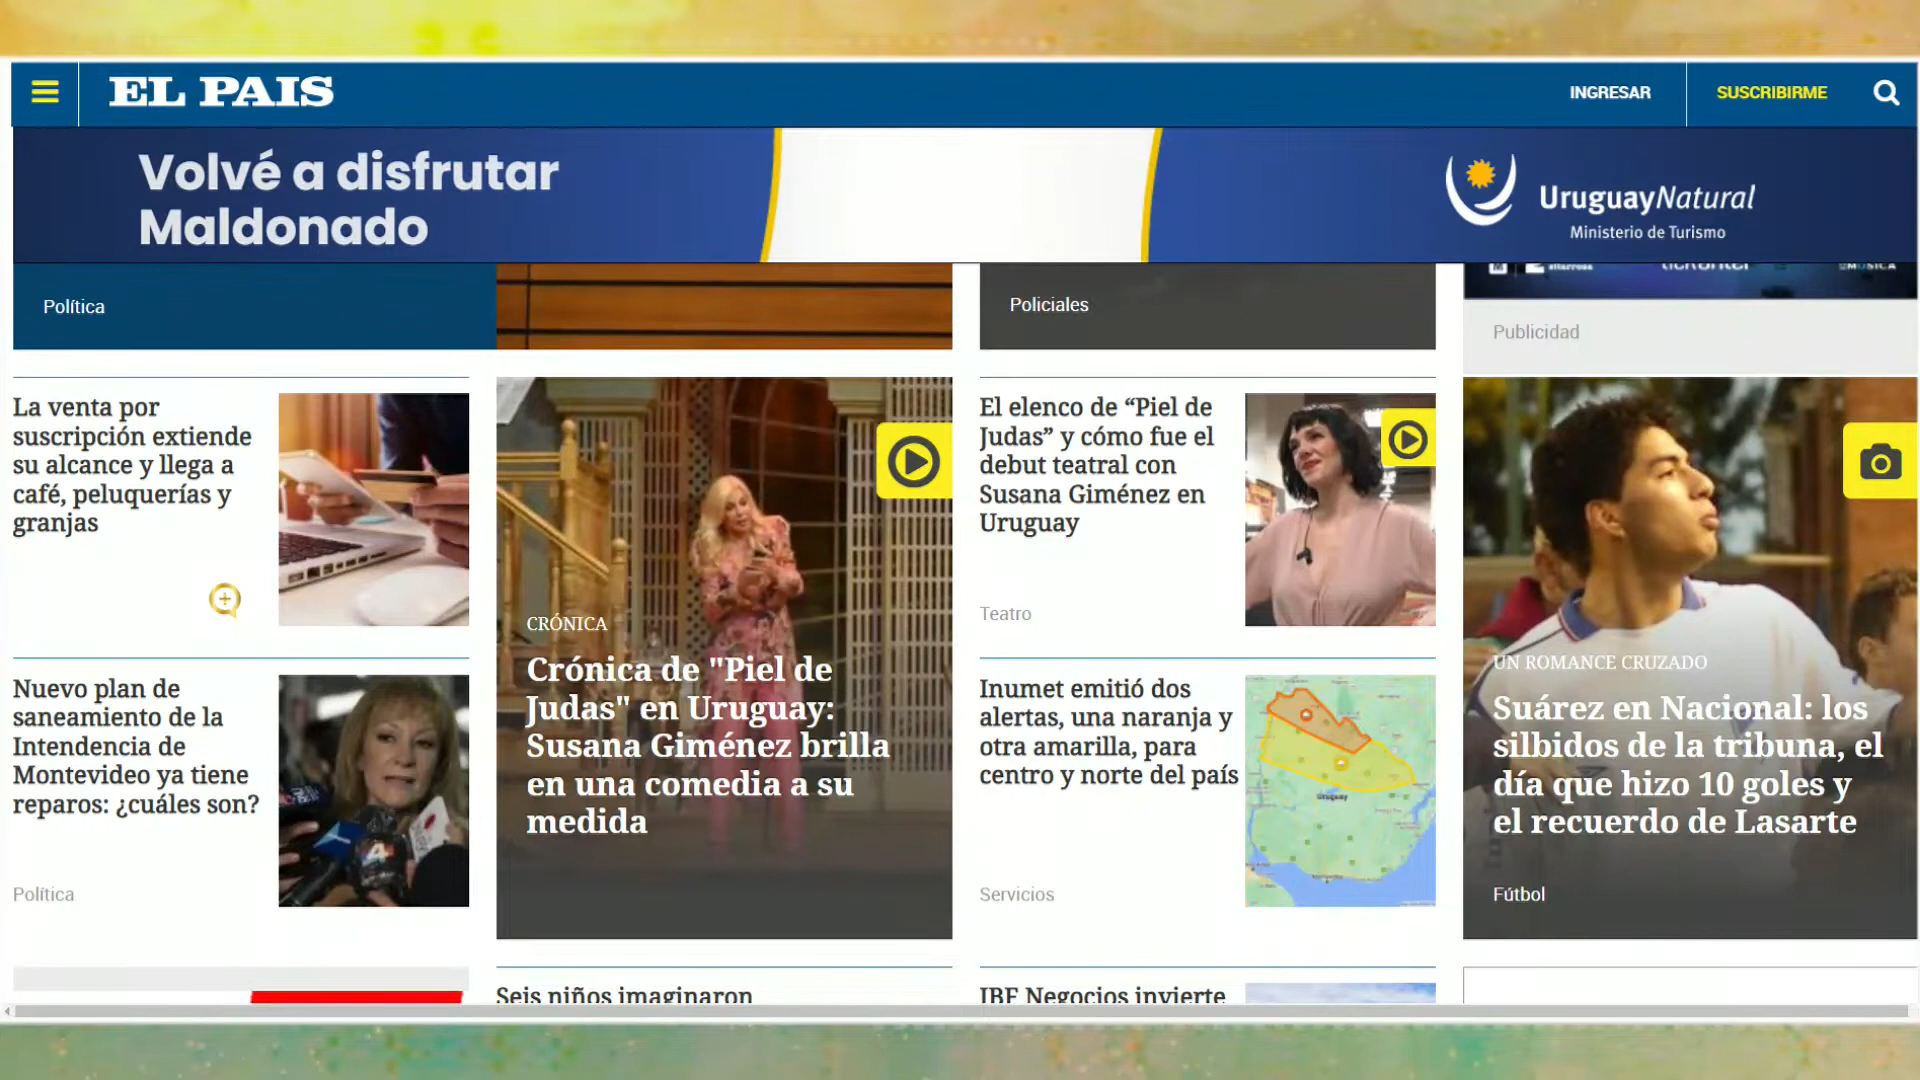 EL PAIS
INGRESAR
SUSCRIBIRME
Volvé a disfrutar
Maldonado
UruguayNatural
Ministerio de Turismo
Política
Policiales
Publicidad
La venta por
suscripción extiende
su alcance y llega a
café, peluquerías y
granjas
Nuevo plan de
saneamiento de la
Intendencia de
Montevideo ya tiene
reparos: ¿cuáles son?
Política
CRÓNICA
Crónica de "Piel de
Judas" en Uruguay:
Susana Giménez brilla
en una comedia a su
medida
El elenco de “Piel de
Judas” y cómo fue el
debut teatral con
Susana Giménez en
Uruguay
Teatro
Inumet emitió dos
alertas, una naranja y
otra amarilla, para
centro y norte del país
Uruguay
Servicios
UN ROMANCE CRUZADO
Suárez en Nacional: los
silbidos de la tribuna, el
día que hizo 10 goles y
el recuerdo de Lasarte
Fútbol
Seis niños imaginaron
IBF Negocios invierte